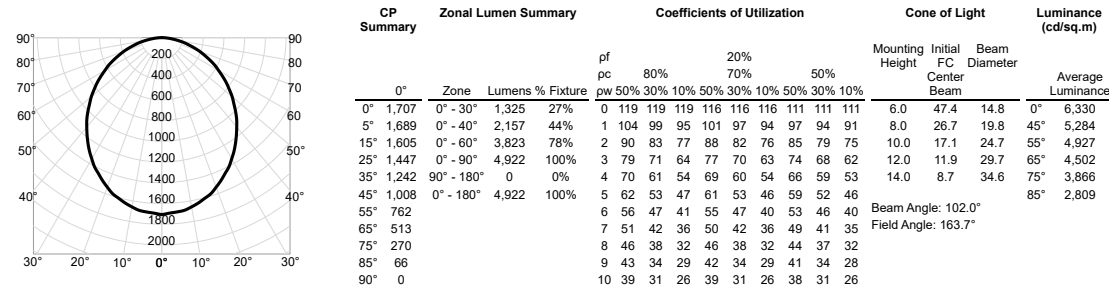 90° 90
80° 80
70° 70
60° 60
50° 50°
40° 40°
30° 20° 10° 0° 10° 20° 30°
200
400
600
800
1000
1200
1400
1600
1800
2000
CP Summary
0°
0° 1,707
5° 1,689
15° 1,605
25° 1,447
35° 1,242
45° 1,008
55° 762
65° 513
75° 270
85° 66
90° 0
Zonal Lumen Summary
Zone Lumens % Fixture
0° - 30° 1,325 27%
0° - 40° 2,157 44%
0° - 60° 3,823 78%
0° - 90° 4,922 100%
90° - 180° 0 0%
0° - 180° 4,922 100%
Coefficients of Utilization
ρf 20%
ρc 80% 70% 50%
ρw 50% 30% 10% 50% 30% 10% 50% 30% 10%
0 119 119 119 116 116 116 111 111 111
1 104 99 95 101 97 94 97 94 91
2 90 83 77 88 82 76 85 79 75
3 79 71 64 77 70 63 74 68 62
4 70 61 54 69 60 54 66 59 53
5 62 53 47 61 53 46 59 52 46
6 56 47 41 55 47 40 53 46 40
7 51 42 36 50 42 36 49 41 35
8 46 38 32 46 38 32 44 37 32
9 43 34 29 42 34 29 41 34 28
10 39 31 26 39 31 26 38 31 26
Cone of Light
Mounting Height Initial FC Center Beam Beam Diameter
6.0 47.4 14.8
8.0 26.7 19.8
10.0 17.1 24.7
12.0 11.9 29.7
14.0 8.7 34.6
Beam Angle: 102.0°
Field Angle: 163.7°
Luminance
(cd/sq.m)
Average
Luminance
0° 6,330
45° 5,284
55° 4,927
65° 4,502
75° 3,866
85° 2,809